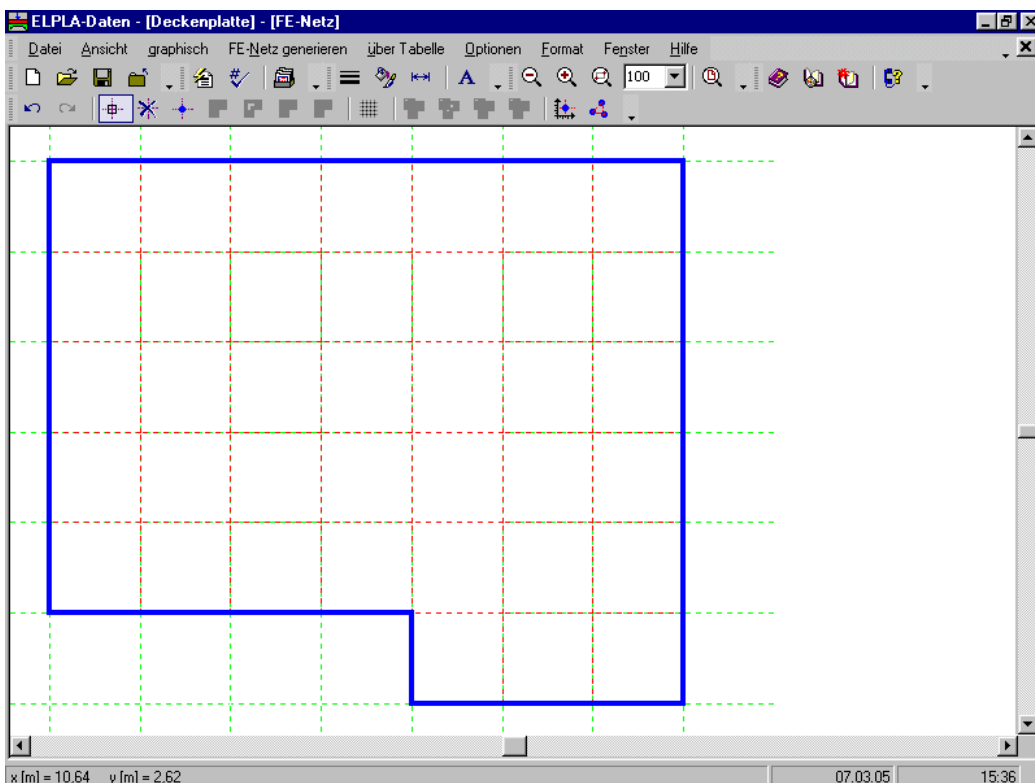 ELPLA-Daten - [Deckenplatte] - [FE-Netz]
Datei Ansicht graphisch FE-Netz generieren über Tabelle Optionen Format Fenster Hilfe
A 100
x [m] = 10,64 y [m] = 2,62 07.03.05 15:36